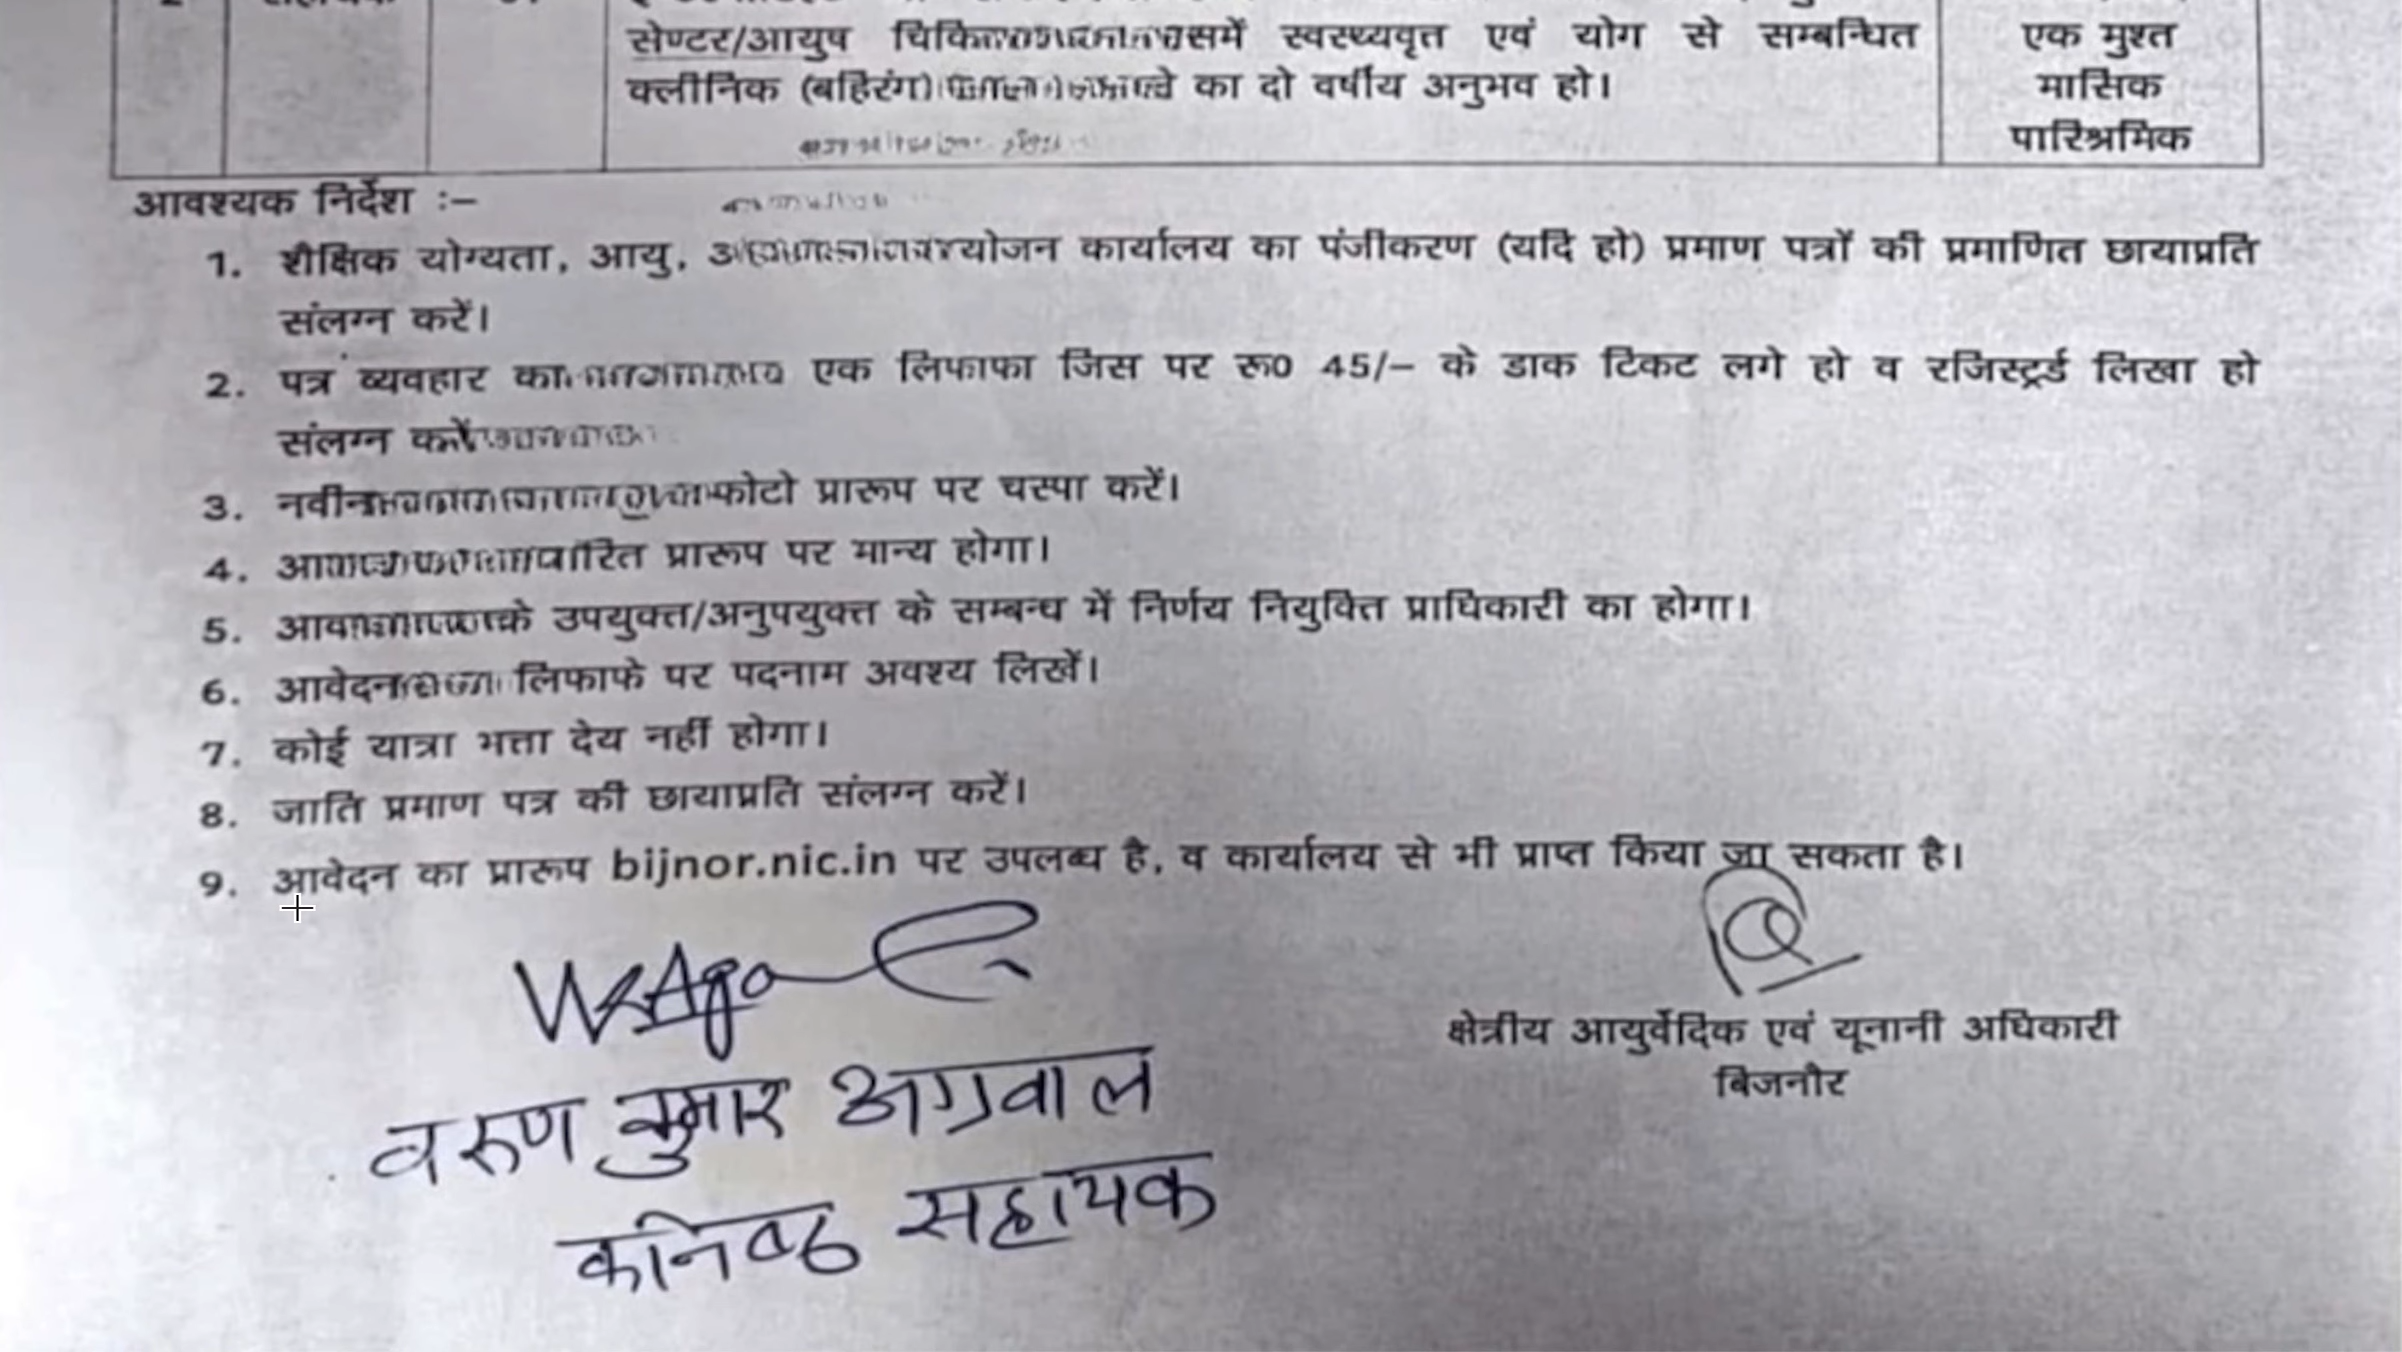 सेण्टर/आयुष समें स्वस्थ्यवृत्त एवं योग से सम्बन्धित
एक मुश्त
क्लीनिक (बहिरंग) का दो वर्षीय अनुभव हो।
मासिक
पारिश्रमिक
आवश्यक निर्देश :–
1. शैक्षिक योग्यता, आयु, योजन कार्यालय का पंजीकरण (यदि हो) प्रमाण पत्रों की प्रमाणित छायाप्रति
संलग्न करें।
2. पत्र व्यवहार एक लिफाफा जिस पर रू0 45/– के डाक टिकट लगे हो व रजिस्ट्रर्ड लिखा हो
संलग्न करें
3. फोटो प्रारूप पर चस्पा करें।
4. प्रारूप पर मान्य होगा।
5. के उपयुक्त/अनुपयुक्त के सम्बन्ध में निर्णय नियुक्ति प्राधिकारी का होगा।
6. आवेदन लिफाफे पर पदनाम अवश्य लिखें।
7. कोई यात्रा भत्ता देय नहीं होगा।
8. जाति प्रमाण पत्र की छायाप्रति संलग्न करें।
9. आवेदन का प्रारूप bijnor.nic.in पर उपलब्ध है, व कार्यालय से भी प्राप्त किया जा सकता है।
क्षेत्रीय आयुर्वेदिक एवं यूनानी अधिकारी
बिजनौर
वरुण कुमार अग्रवाल
कनिष्ठ सहायक